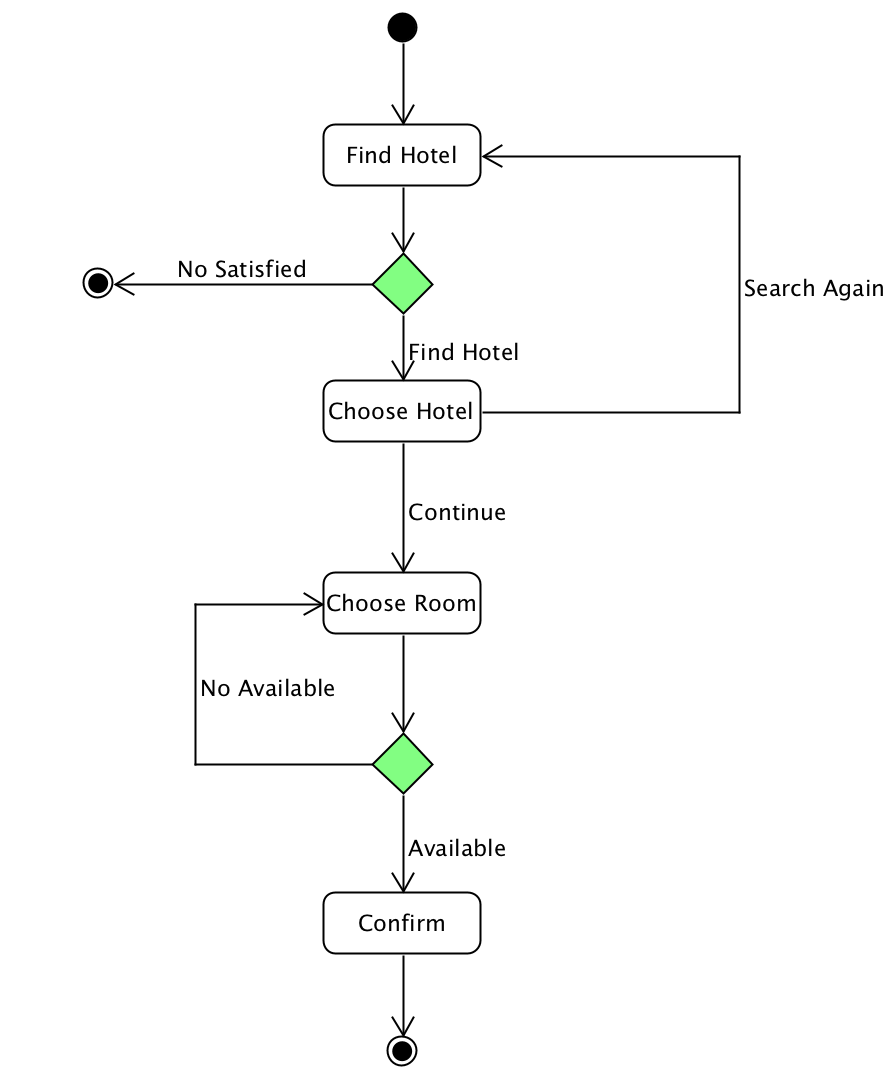 Find Hotel
No Satisfied
Search Again
Find Hotel
Choose Hotel
Continue
Choose Room
No Available
Available
Confirm